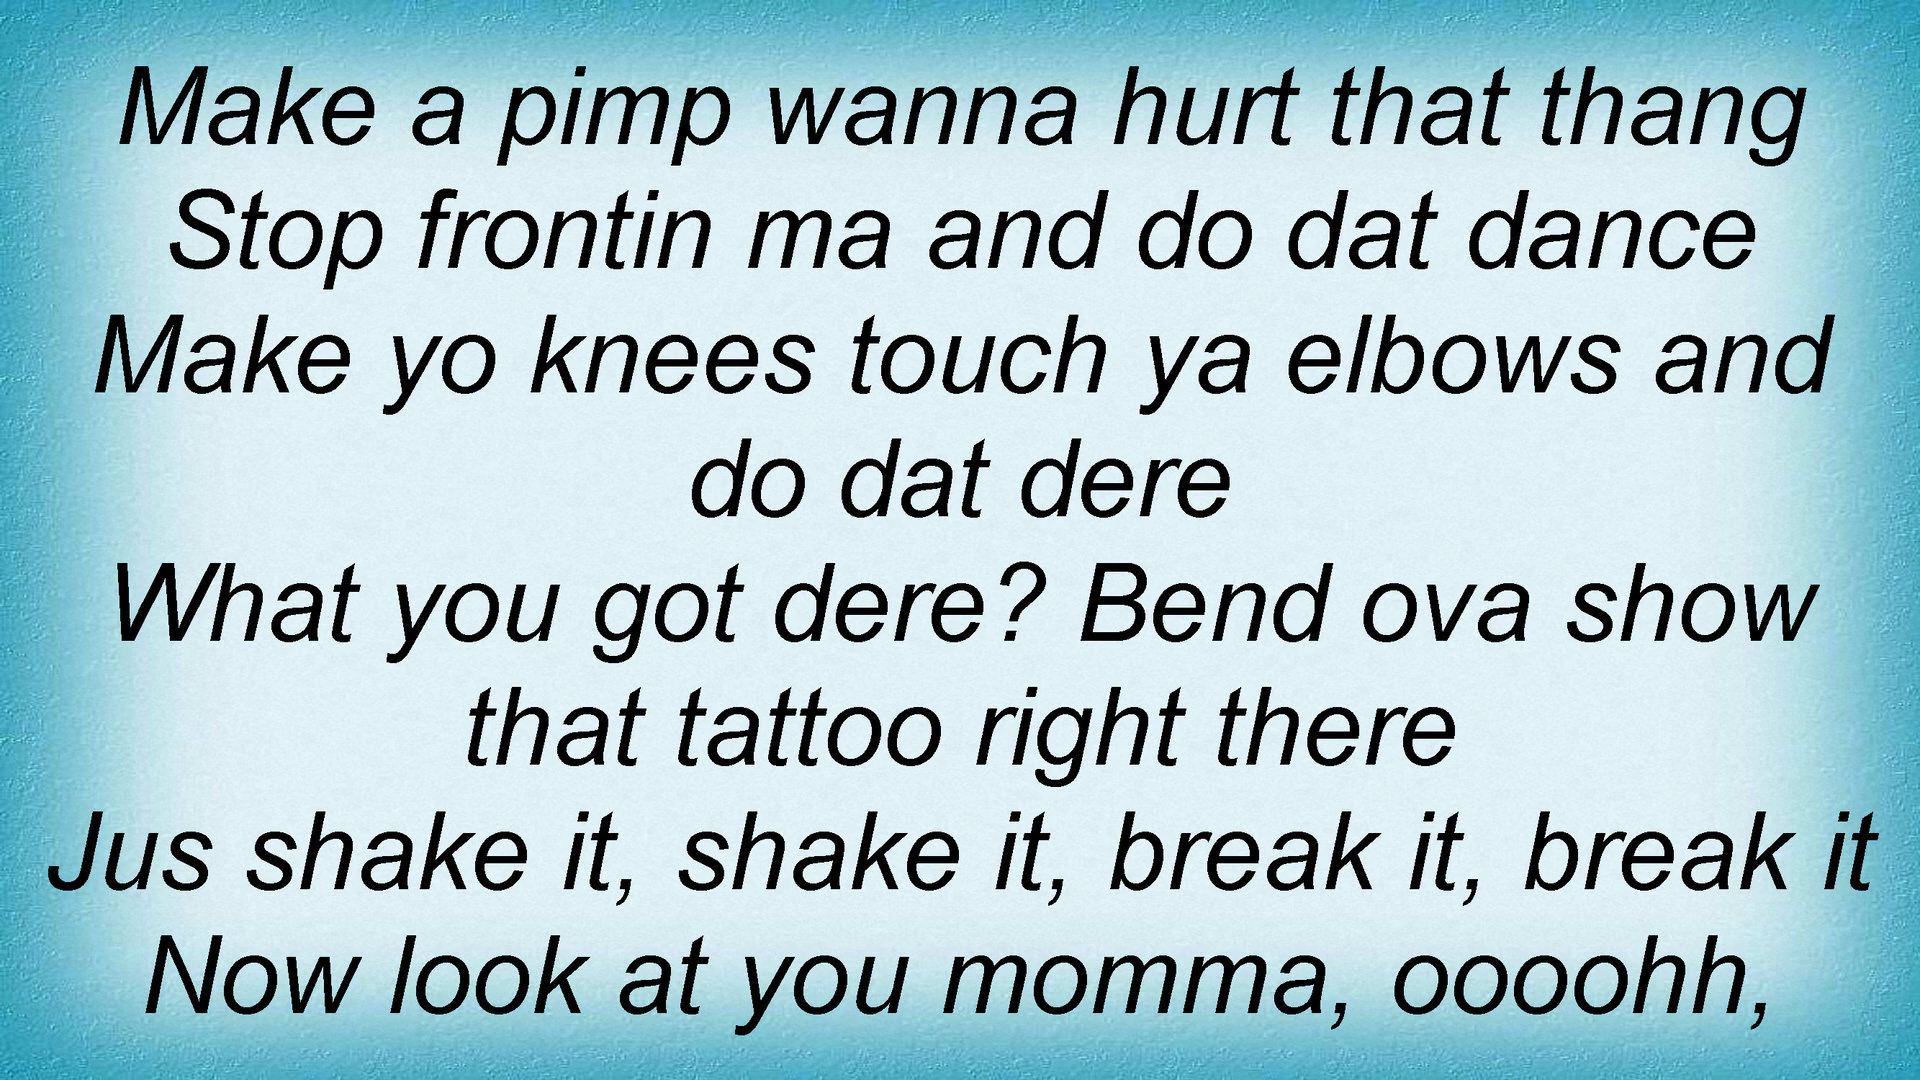 Make a pimp wanna hurt that thang
Stop frontin ma and do dat dance
Make yo knees touch ya elbows and
do dat dere
What you got dere? Bend ova show
that tattoo right there
Jus shake it, shake it, break it, break it
Now look at you momma, oooohh,